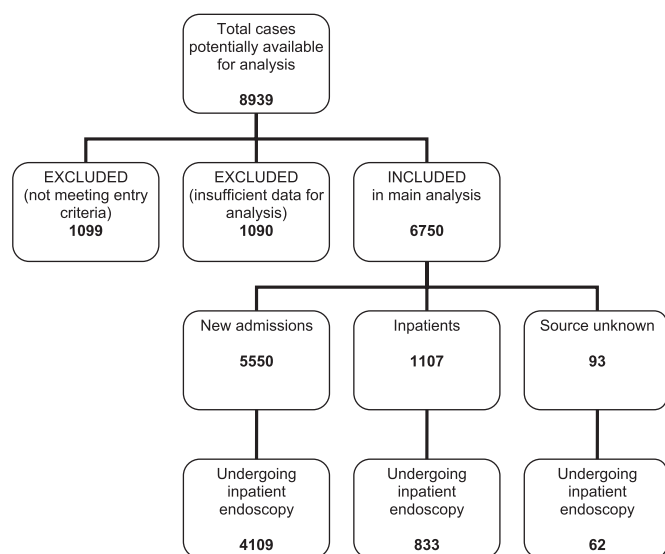 Total cases
potentially available
for analysis
8939
EXCLUDED
(not meeting entry
criteria)
1099
EXCLUDED
(insufficient data for
analysis)
1090
INCLUDED
in main analysis
6750
New admissions
5550
Inpatients
1107
Source unknown
93
Undergoing
inpatient
endoscopy
4109
Undergoing
inpatient
endoscopy
833
Undergoing
inpatient
endoscopy
62